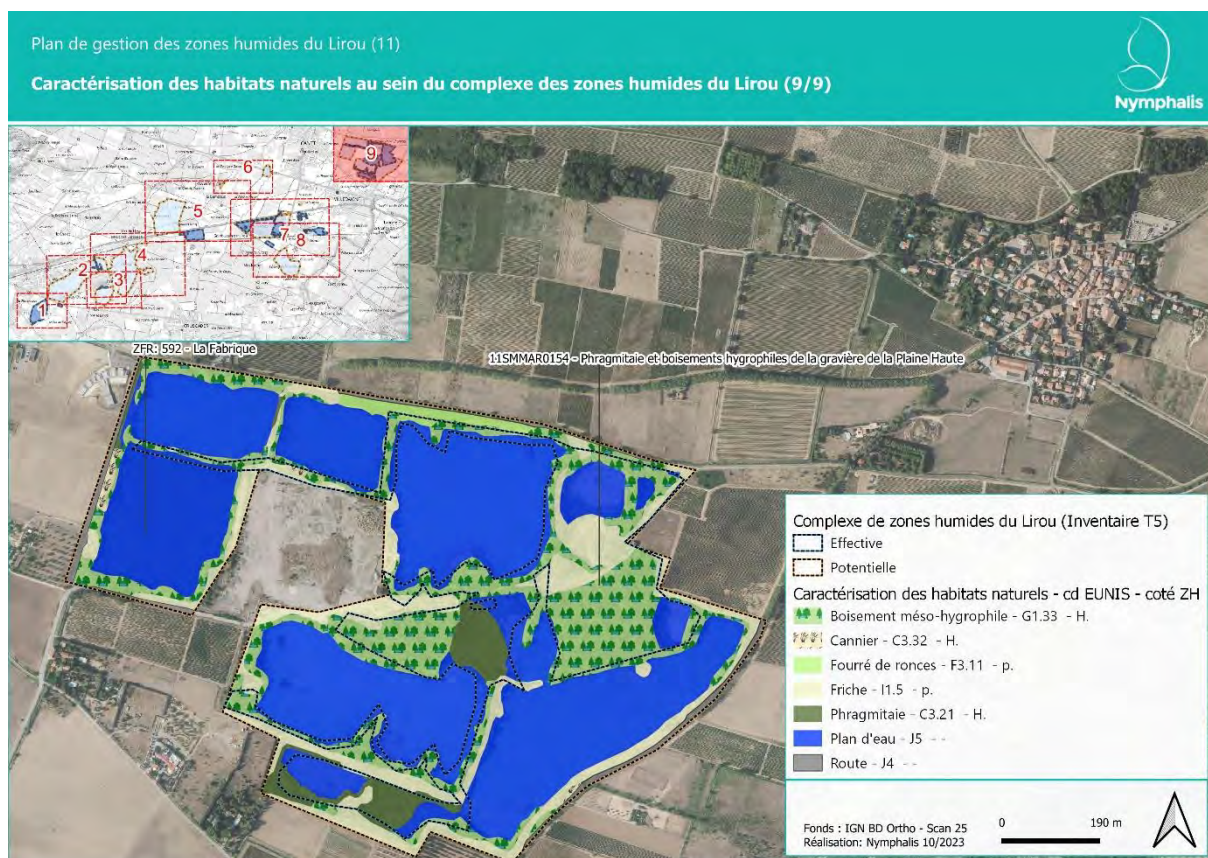 Plan de gestion des zones humides du Lirou (11)
Caractérisation des habitats naturels au sein du complexe des zones humides du Lirou (9/9)
Nymphalis
1
2
3
4
5
6
7
8
9
ZFR: 592 - La Fabrique
11SMMAR0154 - Phragmitaie et boisements hygrophiles de la gravière de la Plaine Haute
Complexe de zones humides du Lirou (Inventaire T5)
Effective
Potentielle
Caractérisation des habitats naturels - cd EUNIS - coté ZH
Boisement méso-hygrophile - G1.33 - H.
Cannier - C3.32 - H.
Fourré de ronces - F3.11 - p.
Friche - I1.5 - p.
Phragmitaie - C3.21 - H.
Plan d'eau - J5 - -
Route - J4 - -
Fonds : IGN BD Ortho - Scan 25
Réalisation: Nymphalis 10/2023
0 190 m